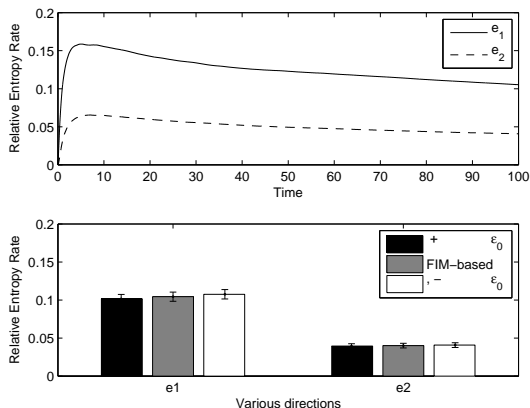 0.2
0.15
0.1
0.05
0
Relative Entropy Rate
e1
e2
0 10 20 30 40 50 60 70 80 90 100
Time
0.2
0.15
0.1
0.05
0
Relative Entropy Rate
+ ε0
FIM−based
, − ε0
e1 e2
Various directions